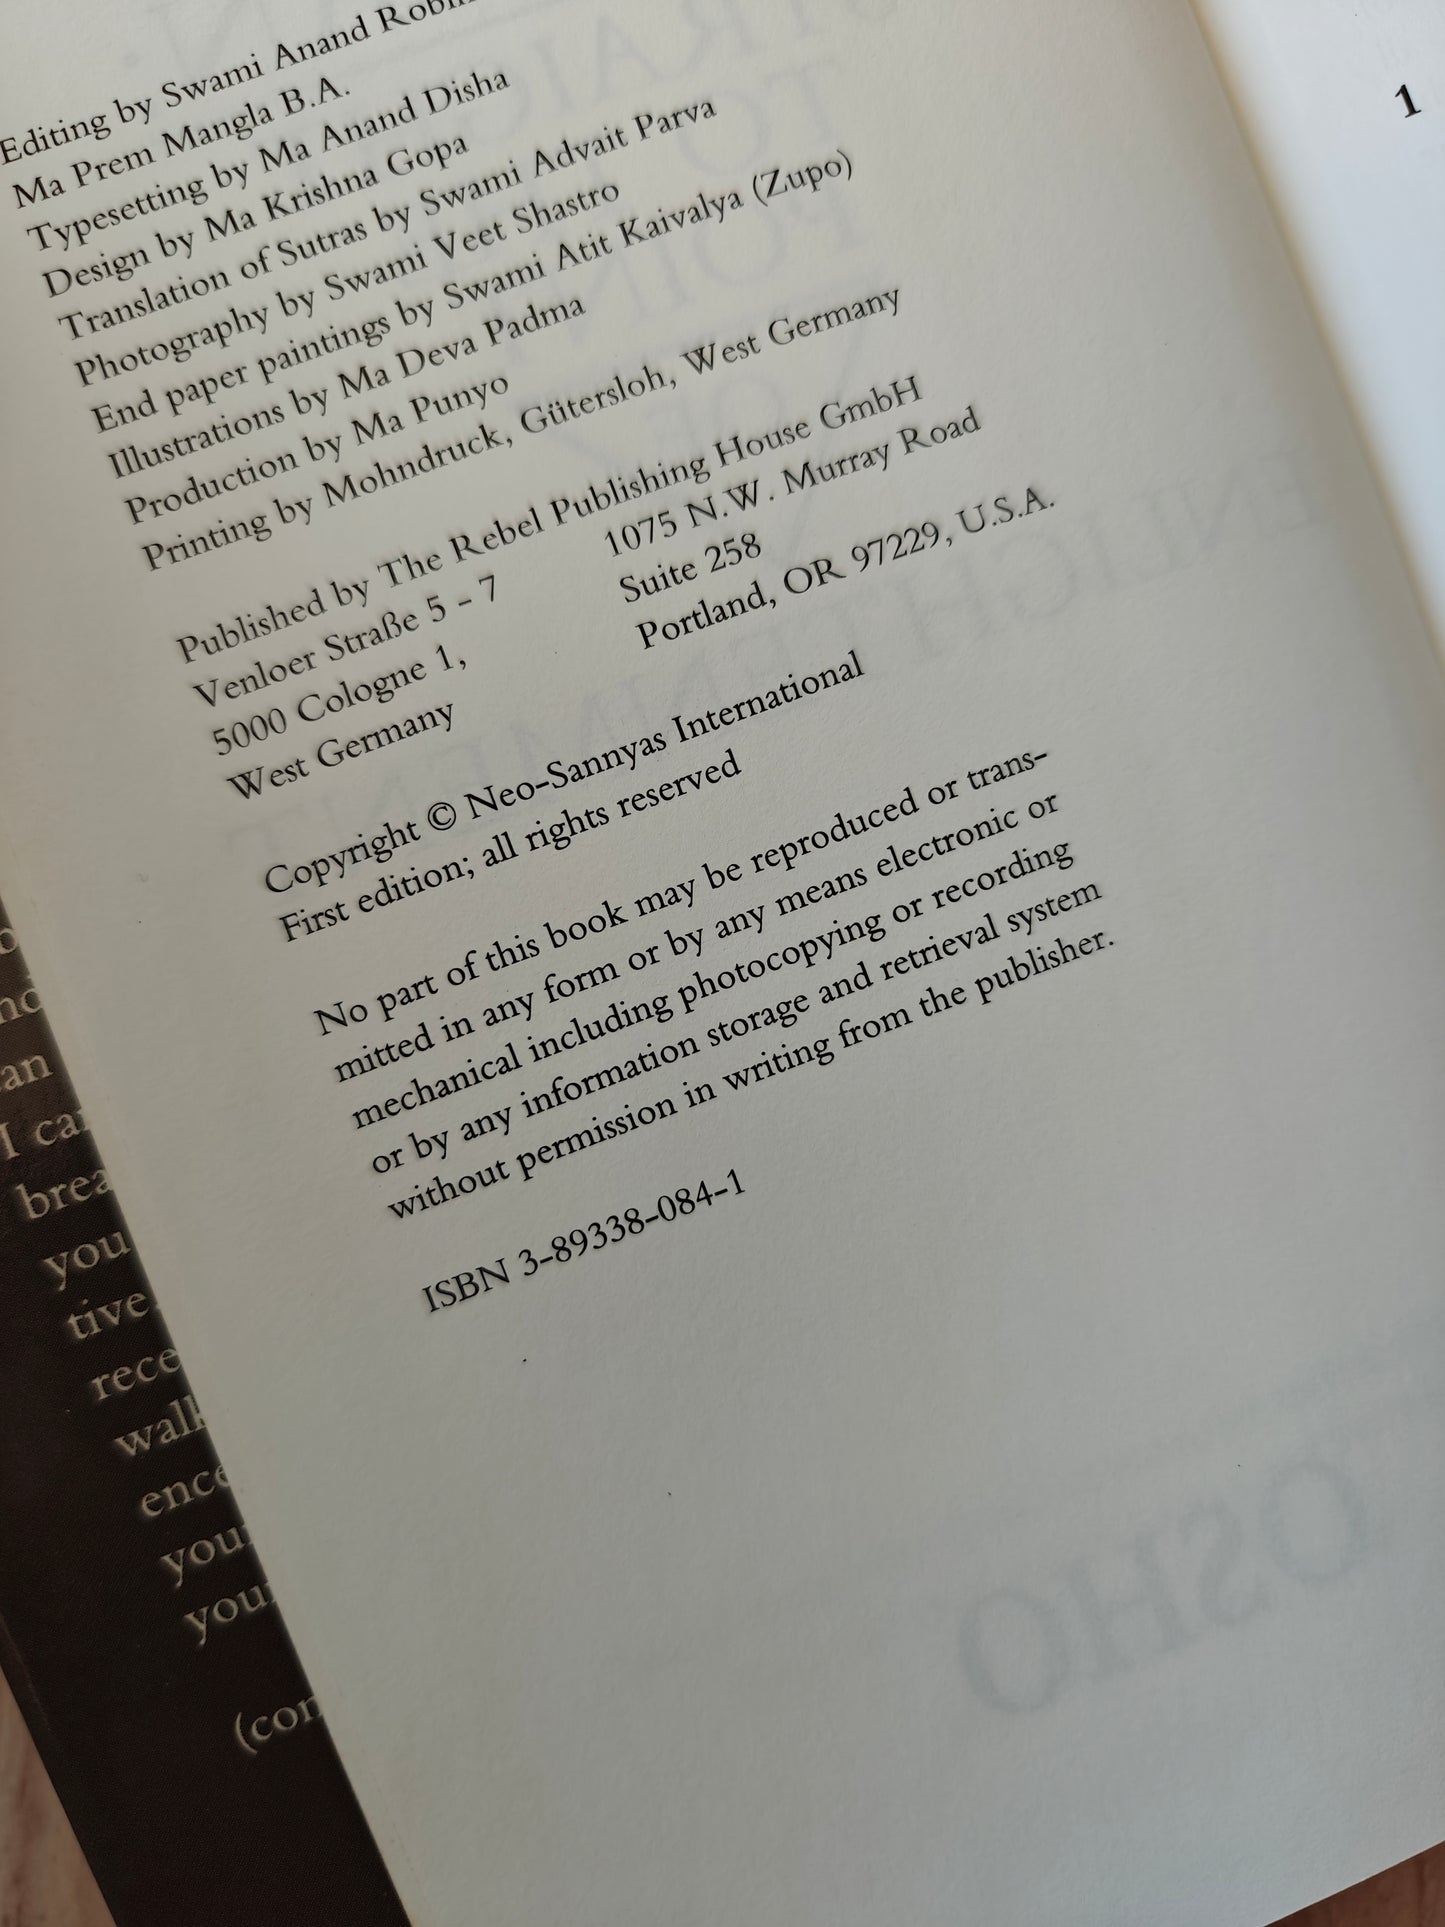 Editing by Swami Anand
Ma Prem Mangla B.A.
Typesetting by Ma Anand Disha
Design by Ma Krishna Gopa
Translation of Sutras by Swami Advait Parva
Photography by Swami Veet Shastro
End paper paintings by Swami Atit Kaivalya (Zupo)
Illustrations by Ma Deva Padma
Production by Ma Punyo
Printing by Mohndruck, Gütersloh, West Germany
Published by The Rebel Publishing House GmbH
Venloer Straße 5 - 7
5000 Cologne 1,
West Germany
1075 N.W. Murray Road
Suite 258
Portland, OR 97229, U.S.A.
Copyright © Neo-Sannyas International
First edition; all rights reserved
No part of this book may be reproduced or trans-
mitted in any form or by any means electronic or
mechanical including photocopying or recording
or by any information storage and retrieval system
without permission in writing from the publisher.
ISBN 3-89338-084-1
OSHO
1
an
I
you
tive.